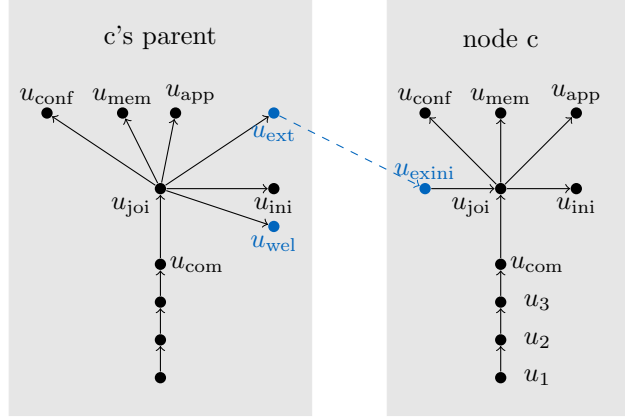 c's parent
u_conf u_mem u_app
u_ext
u_joi u_ini
u_wel
u_com
node c
u_conf u_mem u_app
u_exini
u_joi u_ini
u_com
u_3
u_2
u_1